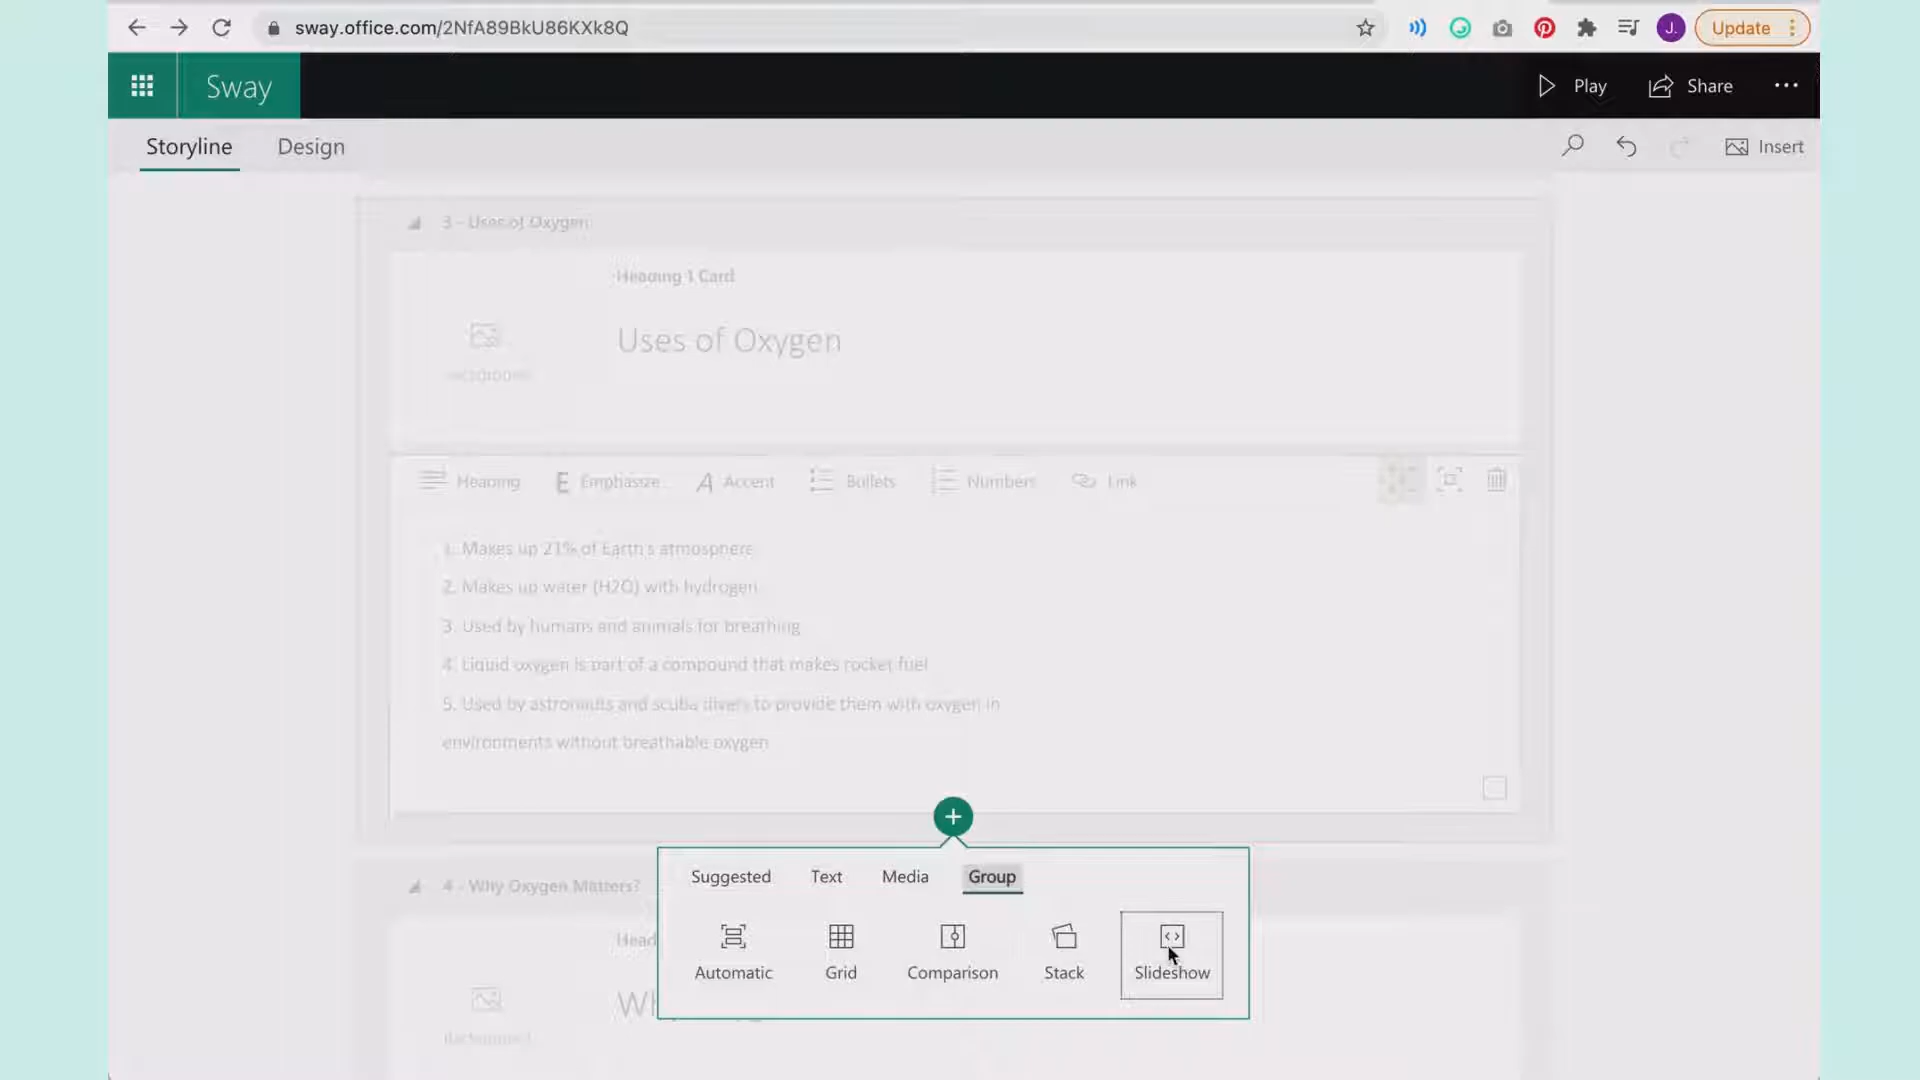 sway.office.com/2NfA89BkU86KXk8Q
J.
Update
Sway
Play
Share
Storyline
Design
Insert
3 - Uses of Oxygen
Heading 1 Card
Uses of Oxygen
Background
Heading
E Emphasize
A Accent
Bullets
Numbers
Link
1. Makes up 21% of Earth's atmosphere
2. Makes up water (H2O) with hydrogen
3. Used by humans and animals for breathing
4. Liquid oxygen is part of a compound that makes rocket fuel
5. Used by astronauts and scuba divers to provide them with oxygen in
environments without breathable oxygen
Suggested
Text
Media
Group
4 - Why Oxygen Matters?
Head
Automatic
Grid
Comparison
Stack
Slideshow
Background